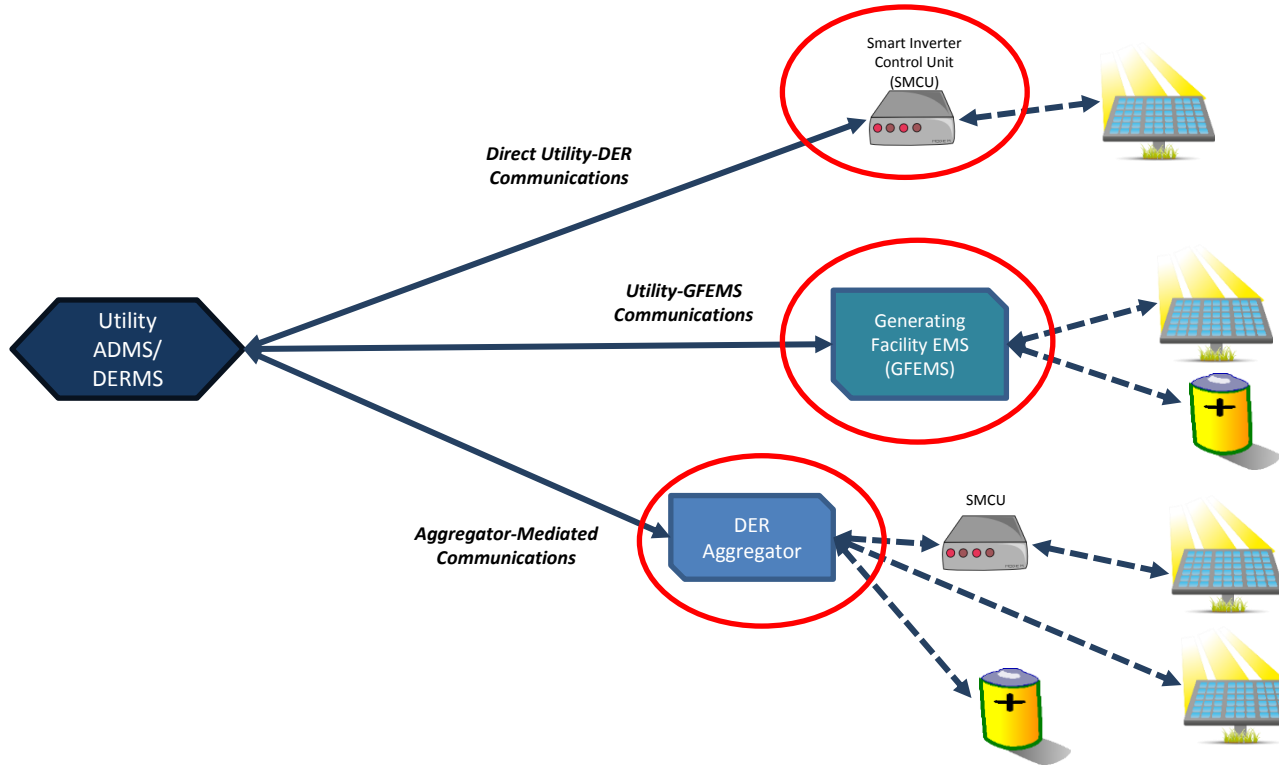 Smart Inverter
Control Unit
(SMCU)
Direct Utility-DER
Communications
Utility-GFEMS
Communications
Utility
ADMS/
DERMS
Generating
Facility EMS
(GFEMS)
Aggregator-Mediated
Communications
DER
Aggregator
SMCU